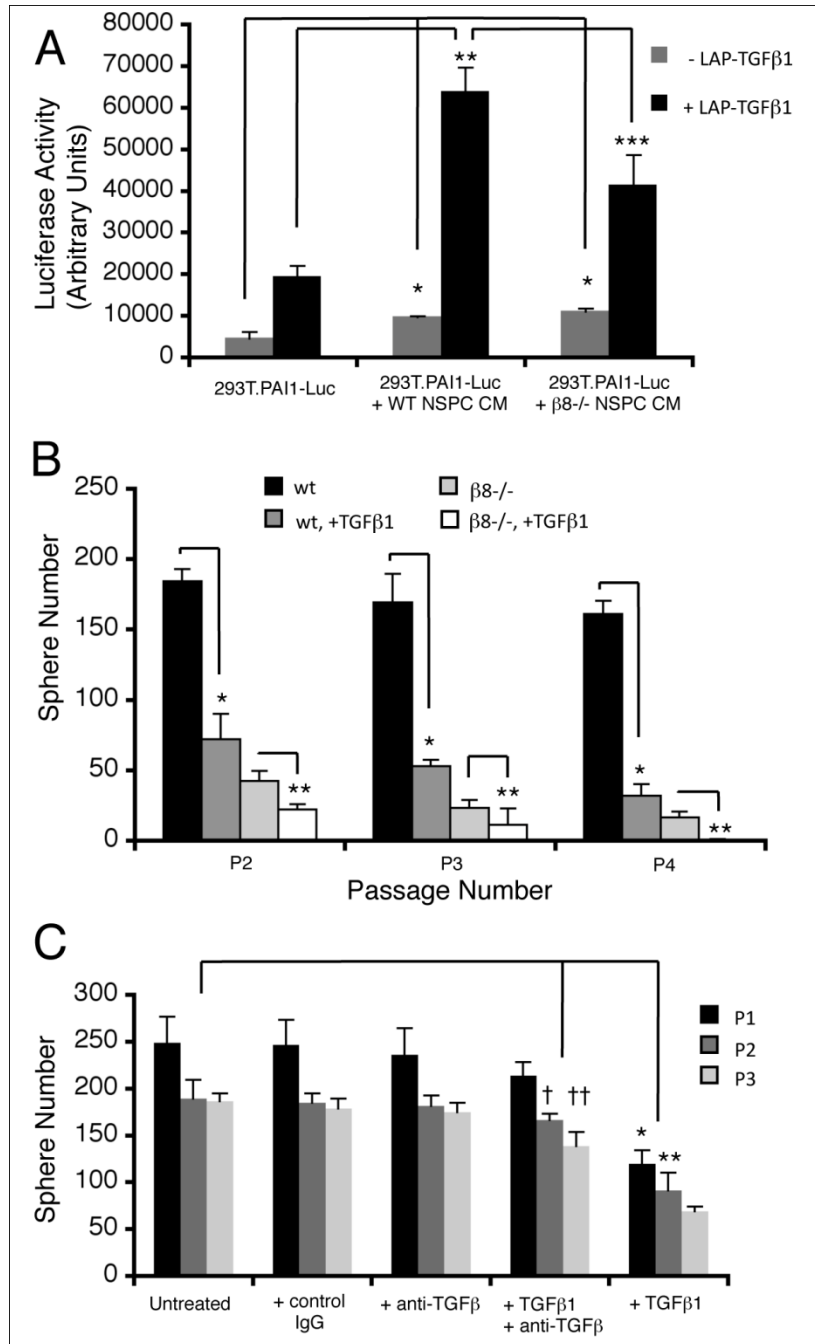 A
80000
70000
60000
50000
40000
30000
20000
10000
0
Luciferase Activity
(Arbitrary Units)
- LAP-TGFβ1
+ LAP-TGFβ1
**
***
*
*
293T.PAI1-Luc
293T.PAI1-Luc
+ WT NSPC CM
293T.PAI1-Luc
+ β8-/- NSPC CM
B
250
200
150
100
50
0
Sphere Number
wt
β8-/-
wt, +TGFβ1
β8-/-, +TGFβ1
*
**
*
**
*
**
P2
P3
P4
Passage Number
C
300
250
200
150
100
50
0
Sphere Number
P1
P2
P3
†
††
*
**
Untreated
+ control
IgG
+ anti-TGFβ
+ TGFβ1
+ anti-TGFβ
+ TGFβ1